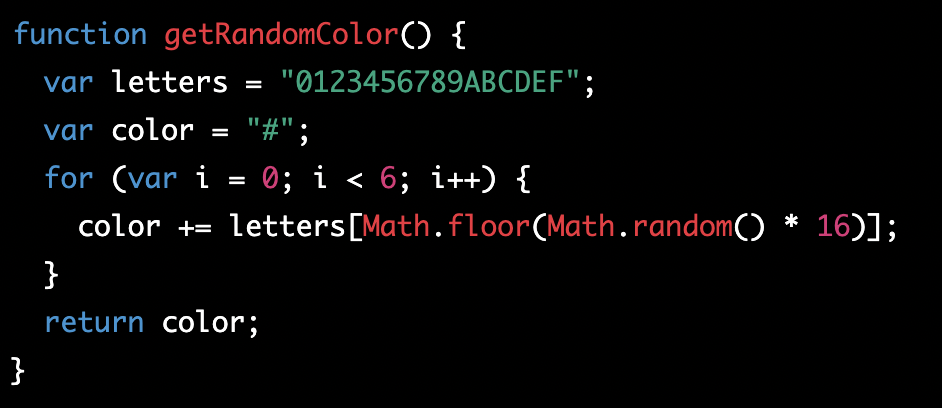 function getRandomColor() {
  var letters = "0123456789ABCDEF";
  var color = "#";
  for (var i = 0; i < 6; i++) {
    color += letters[Math.floor(Math.random() * 16)];
  }
  return color;
}